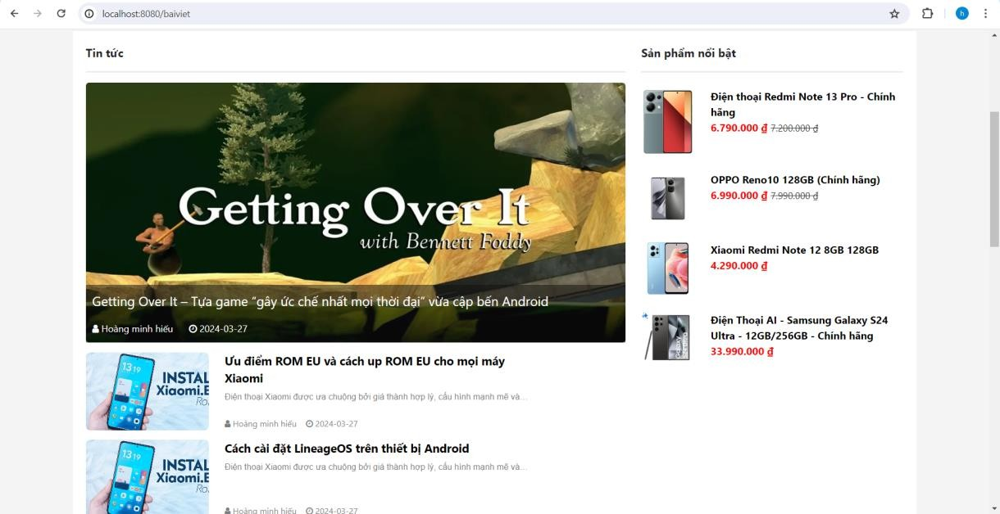 localhost:8080/baiviet
h
Tin tức
Getting Over It
with Bennett Foddy
Getting Over It – Tựa game “gây ức chế nhất mọi thời đại” vừa cập bến Android
Hoàng minh hiếu 2024-03-27
13 19
INSTAL
Xiaomi.E
Ro
Ưu điểm ROM EU và cách up ROM EU cho mọi máy
Xiaomi
Điện thoại Xiaomi được ưa chuộng bởi giá thành hợp lý, cấu hình mạnh mẽ và...
Hoàng minh hiếu 2024-03-27
13 19
INSTAL
Xiaomi.E
Ro
Cách cài đặt LineageOS trên thiết bị Android
Điện thoại Xiaomi được ưa chuộng bởi giá thành hợp lý, cấu hình mạnh mẽ và...
Hoàng minh hiếu 2024-03-27
Sản phẩm nổi bật
Điện thoại Redmi Note 13 Pro - Chính
hãng
6.790.000 ₫ 7.200.000 ₫
OPPO Reno10 128GB (Chính hãng)
6.990.000 ₫ 7.990.000 ₫
Xiaomi Redmi Note 12 8GB 128GB
4.290.000 ₫
Galaxy S24 Ultra
Điện Thoại AI - Samsung Galaxy S24
Ultra - 12GB/256GB - Chính hãng
33.990.000 ₫